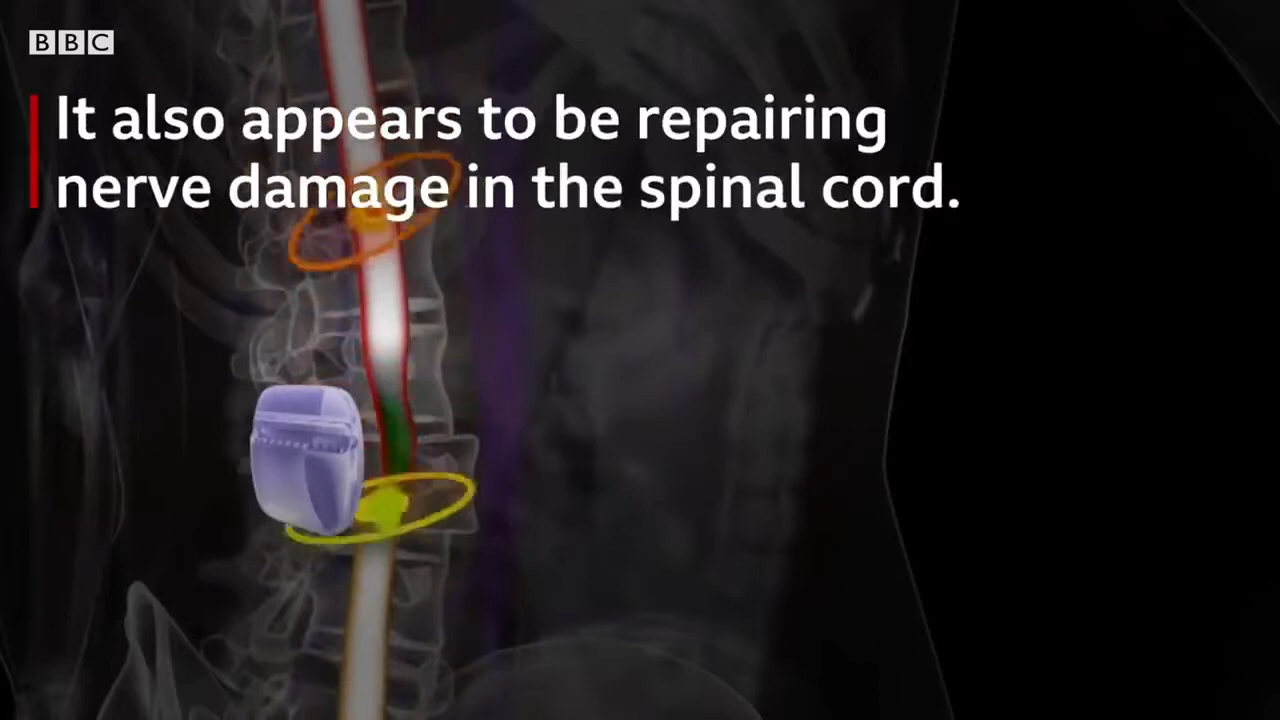 BBC
It also appears to be repairing
nerve damage in the spinal cord.